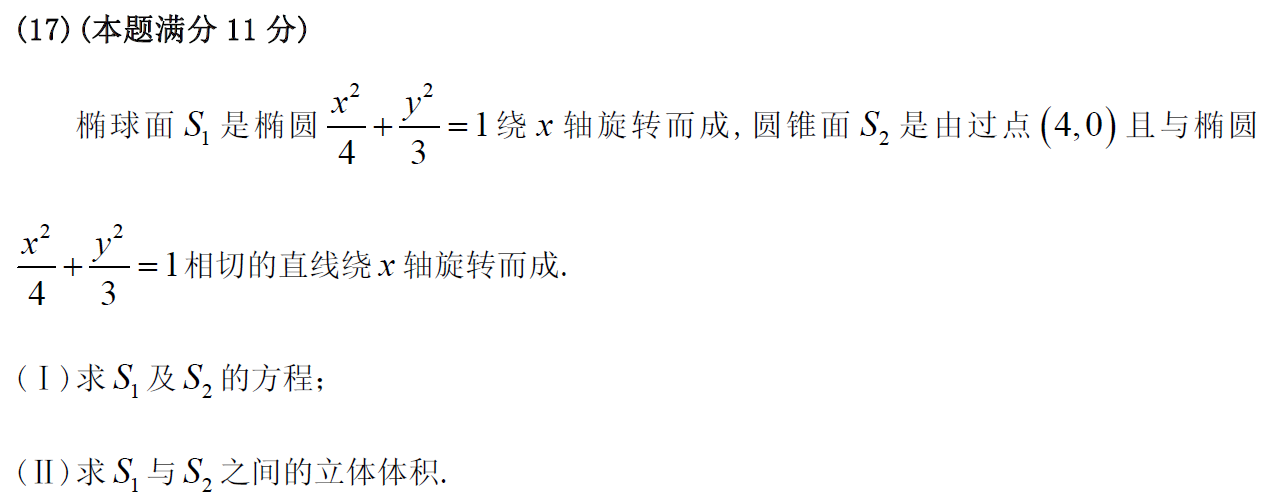 (17)(本题满分 11 分)
椭球面 $S_1$ 是椭圆 $\frac{x^2}{4}+\frac{y^2}{3}=1$ 绕 $x$ 轴旋转而成, 圆锥面 $S_2$ 是由过点 $(4,0)$ 且与椭圆
$\frac{x^2}{4}+\frac{y^2}{3}=1$ 相切的直线绕 $x$ 轴旋转而成.
(Ⅰ)求 $S_1$ 及 $S_2$ 的方程;
(Ⅱ)求 $S_1$ 与 $S_2$ 之间的立体体积.